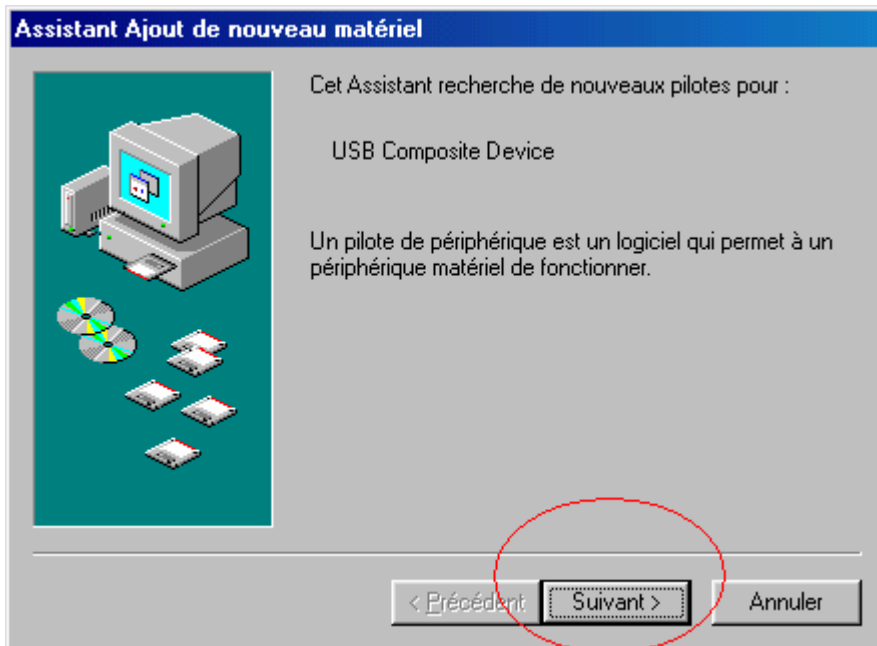 Assistant Ajout de nouveau matériel
Cet Assistant recherche de nouveaux pilotes pour :
USB Composite Device
Un pilote de périphérique est un logiciel qui permet à un
périphérique matériel de fonctionner.
< Précédent Suivant > Annuler